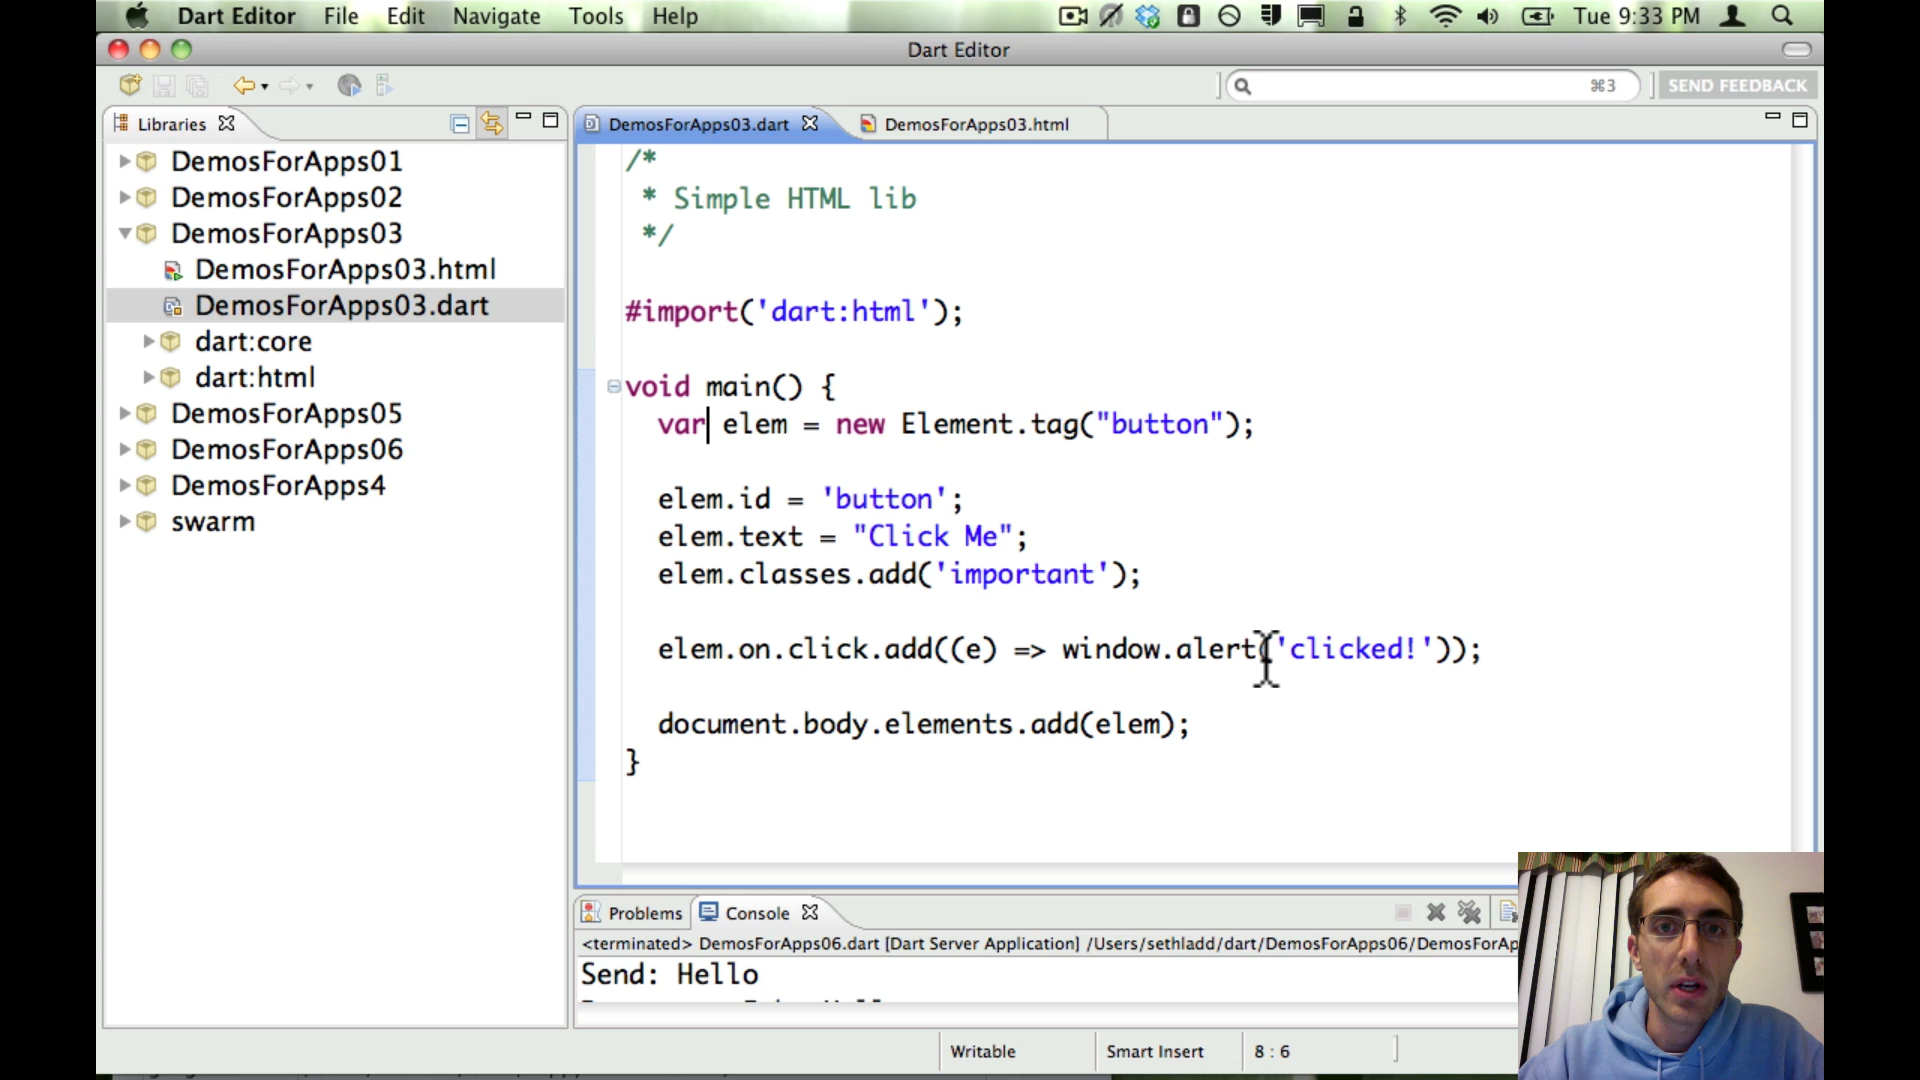 Dart Editor File Edit Navigate Tools Help Tue 9:33 PM
Dart Editor
⌘3 SEND FEEDBACK
Libraries
DemosForApps03.dart DemosForApps03.html
DemosForApps01
DemosForApps02
DemosForApps03
DemosForApps03.html
DemosForApps03.dart
dart:core
dart:html
DemosForApps05
DemosForApps06
DemosForApps4
swarm
/*
* Simple HTML lib
*/
#import('dart:html');
void main() {
var elem = new Element.tag("button");
elem.id = 'button';
elem.text = "Click Me";
elem.classes.add('important');
elem.on.click.add((e) => window.alert('clicked!'));
document.body.elements.add(elem);
}
Problems Console
<terminated> DemosForApps06.dart [Dart Server Application] /Users/sethladd/dart/DemosForApps06/DemosForAp
Send: Hello
Writable Smart Insert 8 : 6